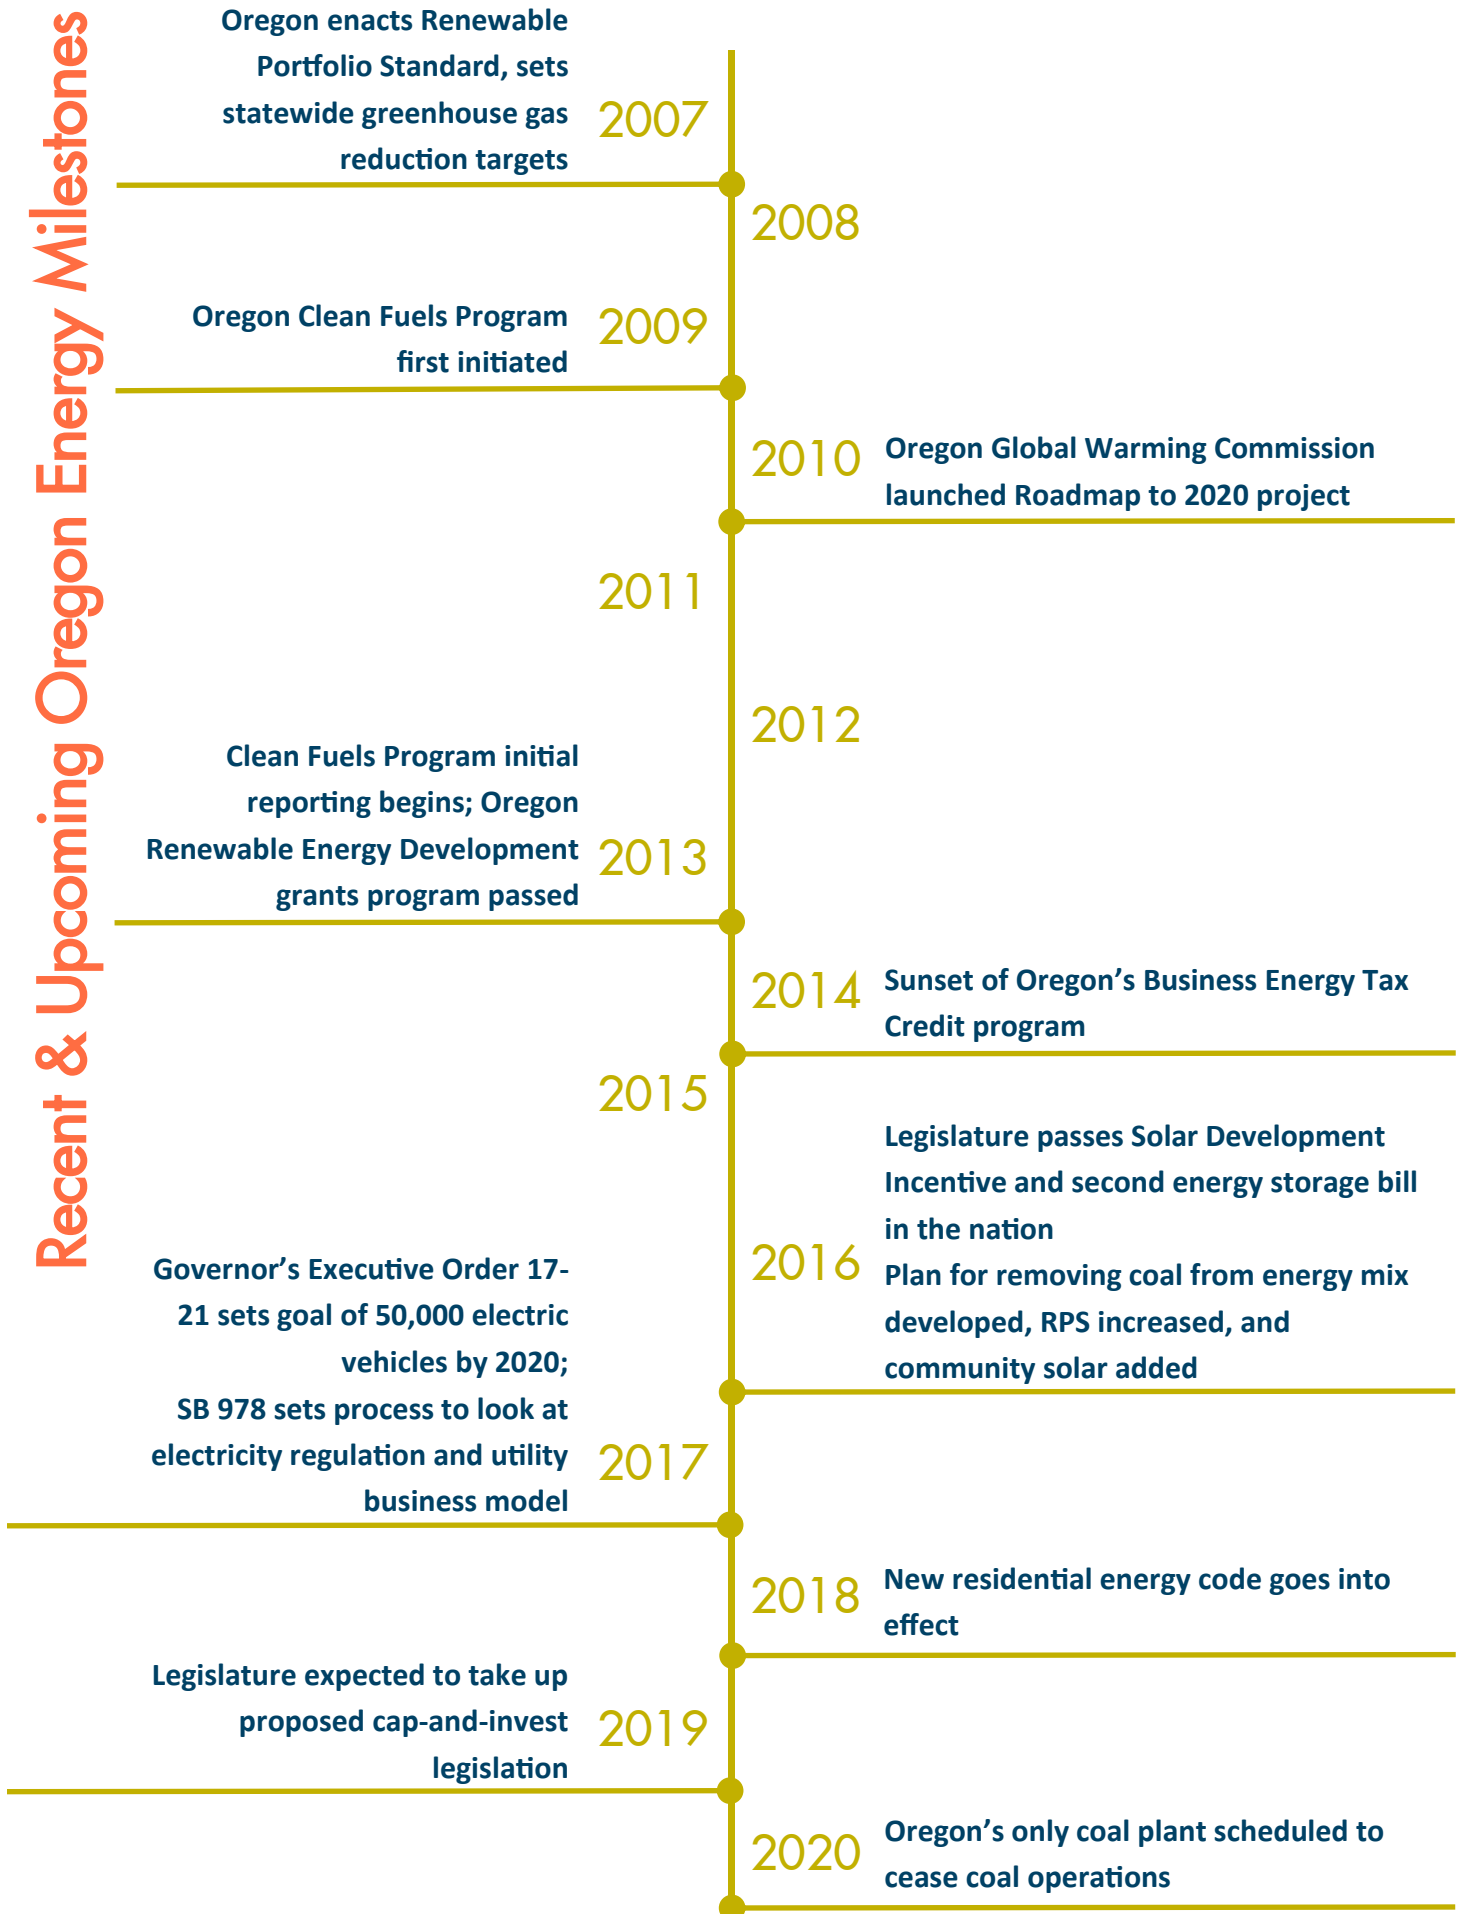 Recent & Upcoming Oregon Energy Milestones
Oregon enacts Renewable
Portfolio Standard, sets
statewide greenhouse gas
reduction targets
2007
2008
Oregon Clean Fuels Program
first initiated
2009
2010
Oregon Global Warming Commission
launched Roadmap to 2020 project
2011
2012
Clean Fuels Program initial
reporting begins; Oregon
Renewable Energy Development
grants program passed
2013
2014
Sunset of Oregon’s Business Energy Tax
Credit program
2015
Legislature passes Solar Development
Incentive and second energy storage bill
in the nation
2016
Plan for removing coal from energy mix
developed, RPS increased, and
community solar added
Governor’s Executive Order 17-
21 sets goal of 50,000 electric
vehicles by 2020;
SB 978 sets process to look at
electricity regulation and utility
business model
2017
2018
New residential energy code goes into
effect
Legislature expected to take up
proposed cap-and-invest
legislation
2019
2020
Oregon’s only coal plant scheduled to
cease coal operations